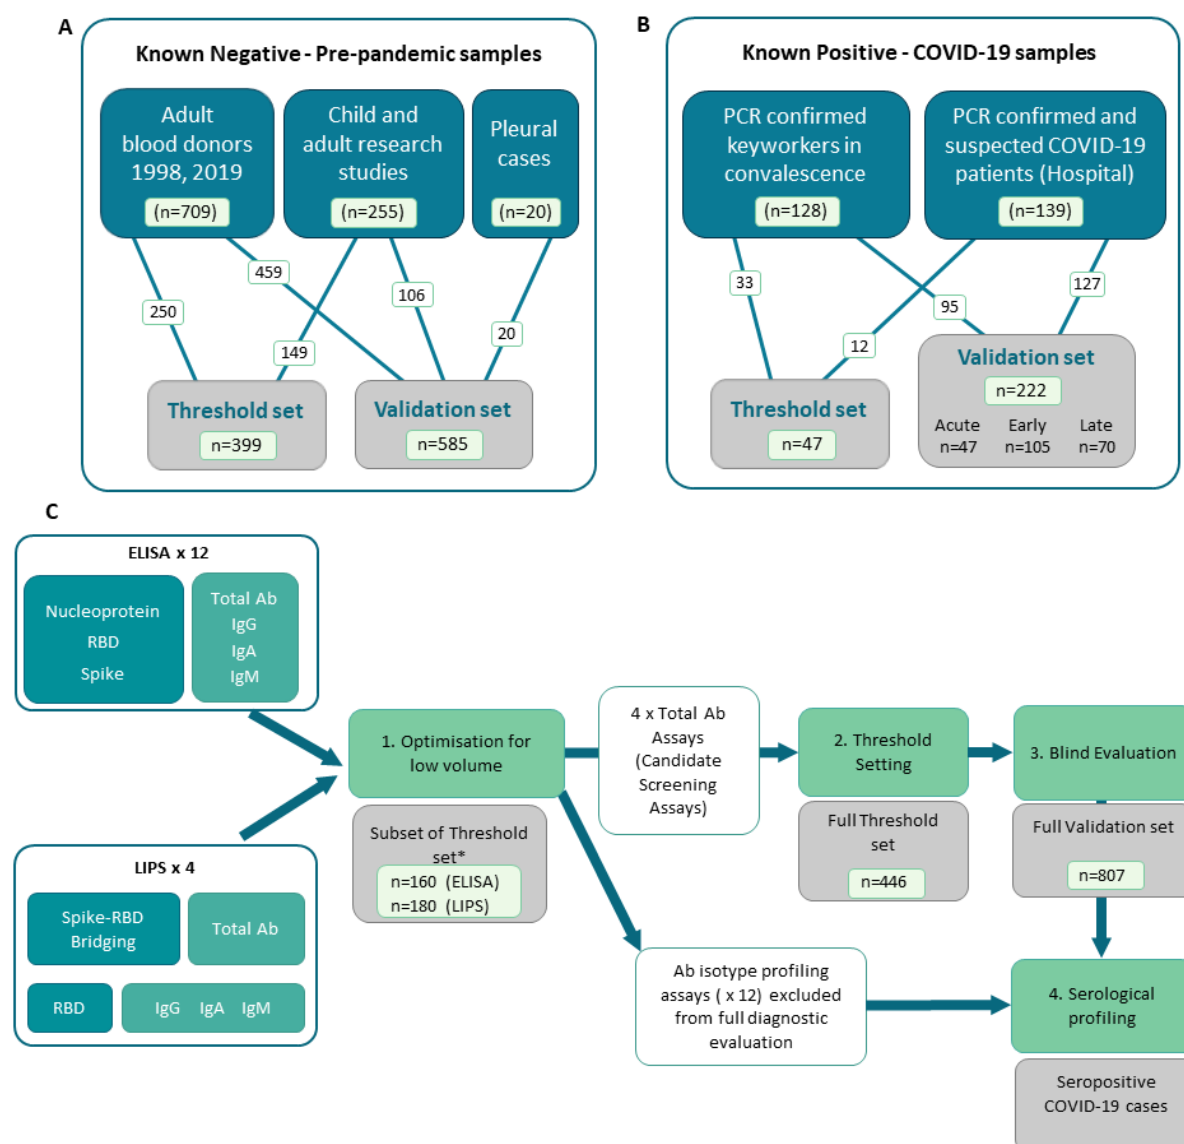 A
Known Negative - Pre-pandemic samples
Adult
blood donors
1998, 2019
(n=709)
Child and
adult research
studies
(n=255)
Pleural
cases
(n=20)
250
459
149
106
20
Threshold set
n=399
Validation set
n=585
B
Known Positive - COVID-19 samples
PCR confirmed
keyworkers in
convalescence
(n=128)
PCR confirmed and
suspected COVID-19
patients (Hospital)
(n=139)
33
95
12
127
Threshold set
n=47
Validation set
n=222
Acute Early Late
n=47 n=105 n=70
C
ELISA x 12
Nucleoprotein
RBD
Spike
Total Ab
IgG
IgA
IgM
LIPS x 4
Spike-RBD
Bridging
Total Ab
RBD
IgG IgA IgM
1. Optimisation for
low volume
Subset of Threshold
set*
n=160 (ELISA)
n=180 (LIPS)
4 x Total Ab
Assays
(Candidate
Screening
Assays)
2. Threshold
Setting
Full Threshold
set
n=446
3. Blind Evaluation
Full Validation set
n=807
Ab isotype profiling
assays ( x 12) excluded
from full diagnostic
evaluation
4. Serological
profiling
Seropositive
COVID-19 cases